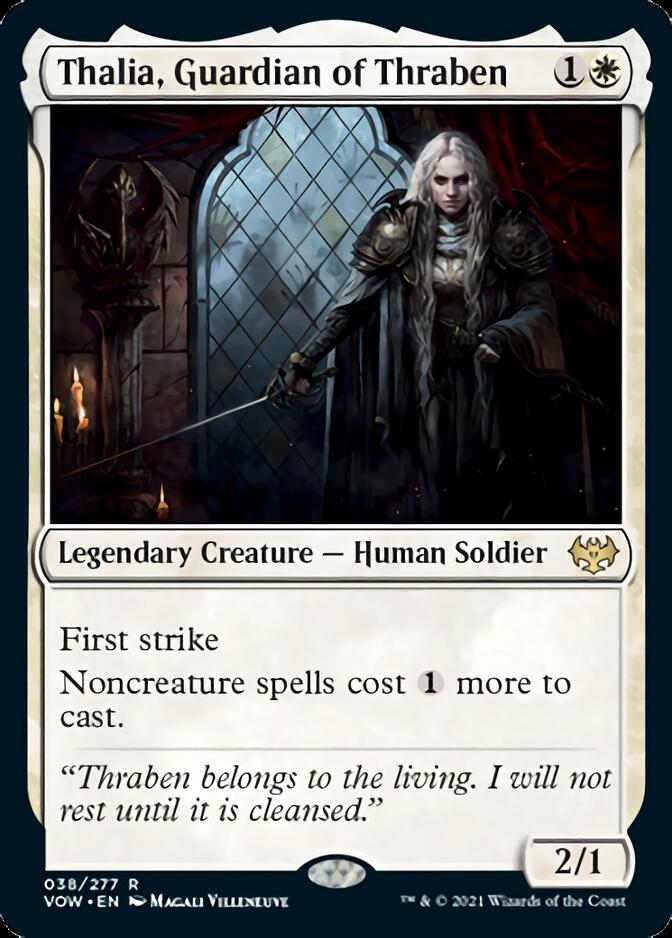 Thalia, Guardian of Thraben 1
Legendary Creature — Human Soldier
First strike
Noncreature spells cost 1 more to
cast.
“Thraben belongs to the living. I will not
rest until it is cleansed.”
2/1
038/277 R
VOW • EN Magali Villeneuve
™ & © 2021 Wizards of the Coast